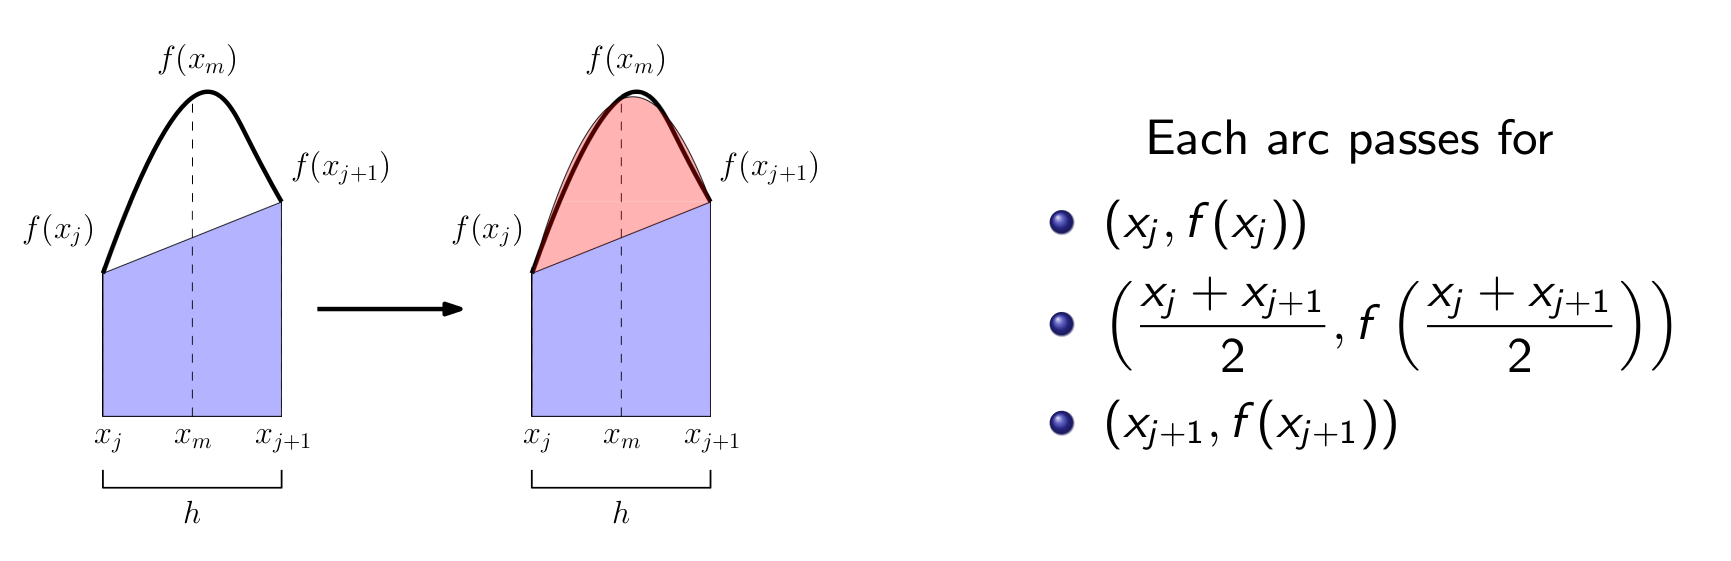 f(x_m)
f(x_j)
f(x_{j+1})
x_j x_m x_{j+1}
h
f(x_m)
f(x_j)
f(x_{j+1})
x_j x_m x_{j+1}
h
Each arc passes for
(x_j, f(x_j))
\left(\frac{x_j + x_{j+1}}{2}, f\left(\frac{x_j + x_{j+1}}{2}\right)\right)
(x_{j+1}, f(x_{j+1}))